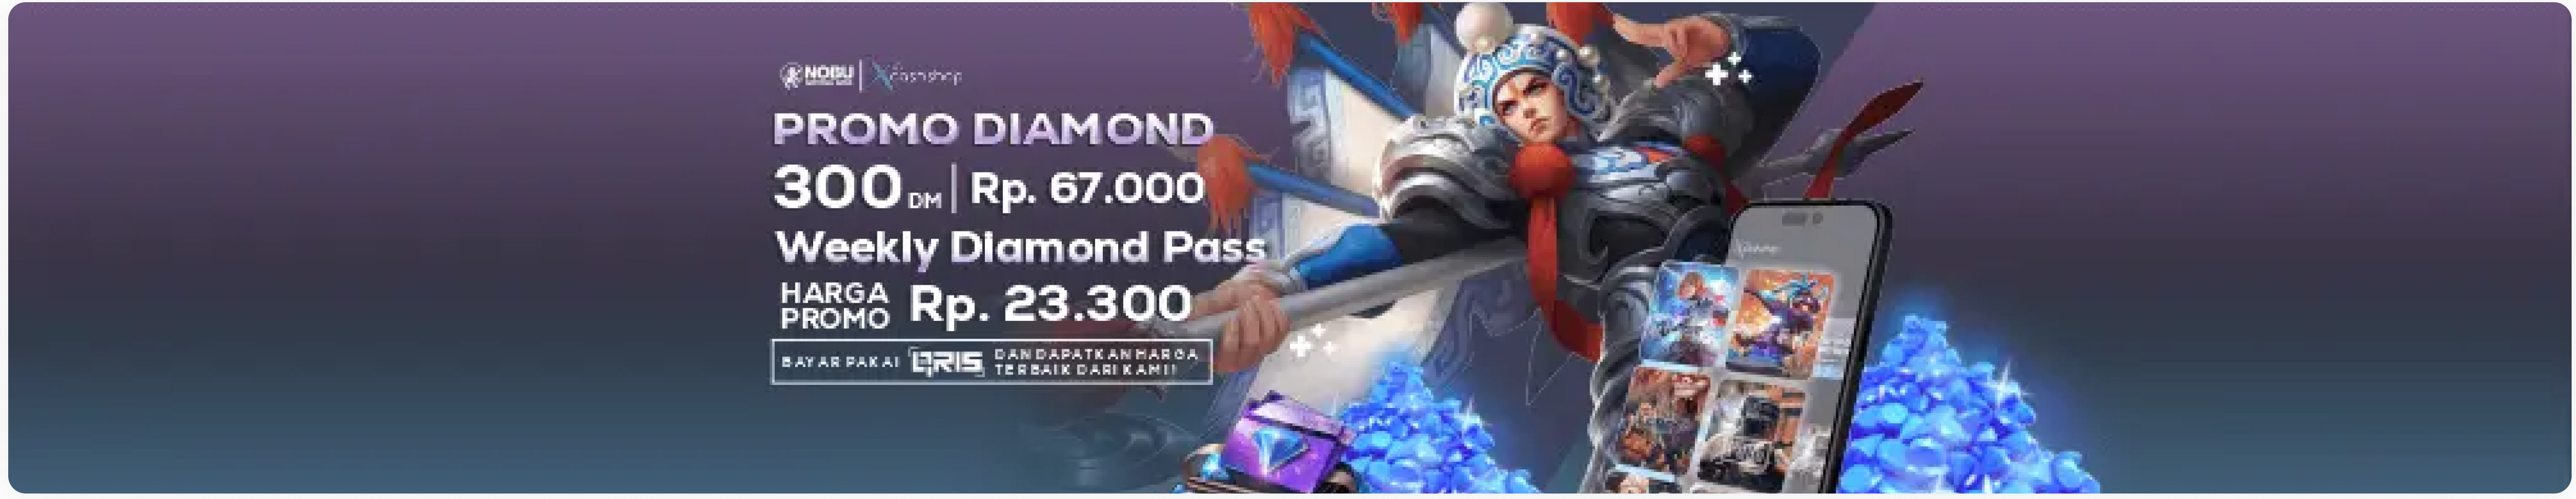 NOBU | Xcashshop
PROMO DIAMOND
300 DM | Rp. 67.000
Weekly Diamond Pass
HARGA PROMO Rp. 23.300
BAYAR PAKAI QRIS DAN DAPATKAN HARGA TERBAIK DARI KAMI!